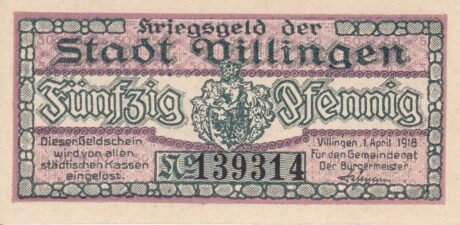 Kriegsgeld der
Stadt Villingen
Fünfzig Pfennig
Dieser Geldschein
wird von allen
städtischen Kassen
eingelöst.
No 139314
Villingen, 1. April 1918
Für den Gemeinderat
Der Bürgermeister